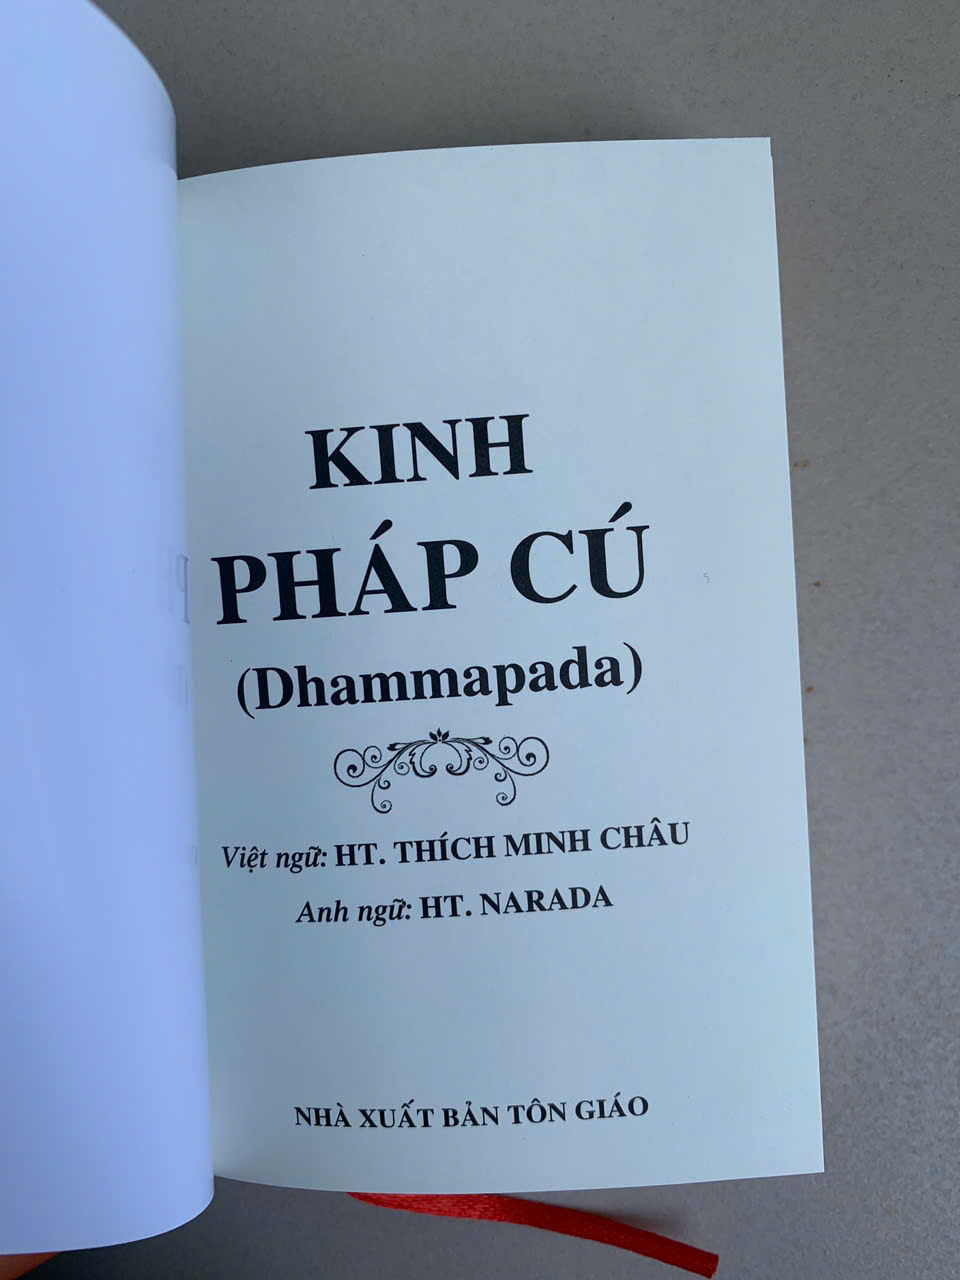 KINH
PHÁP CÚ
(Dhammapada)
Việt ngữ: HT. THÍCH MINH CHÂU
Anh ngữ: HT. NARADA
NHÀ XUẤT BẢN TÔN GIÁO